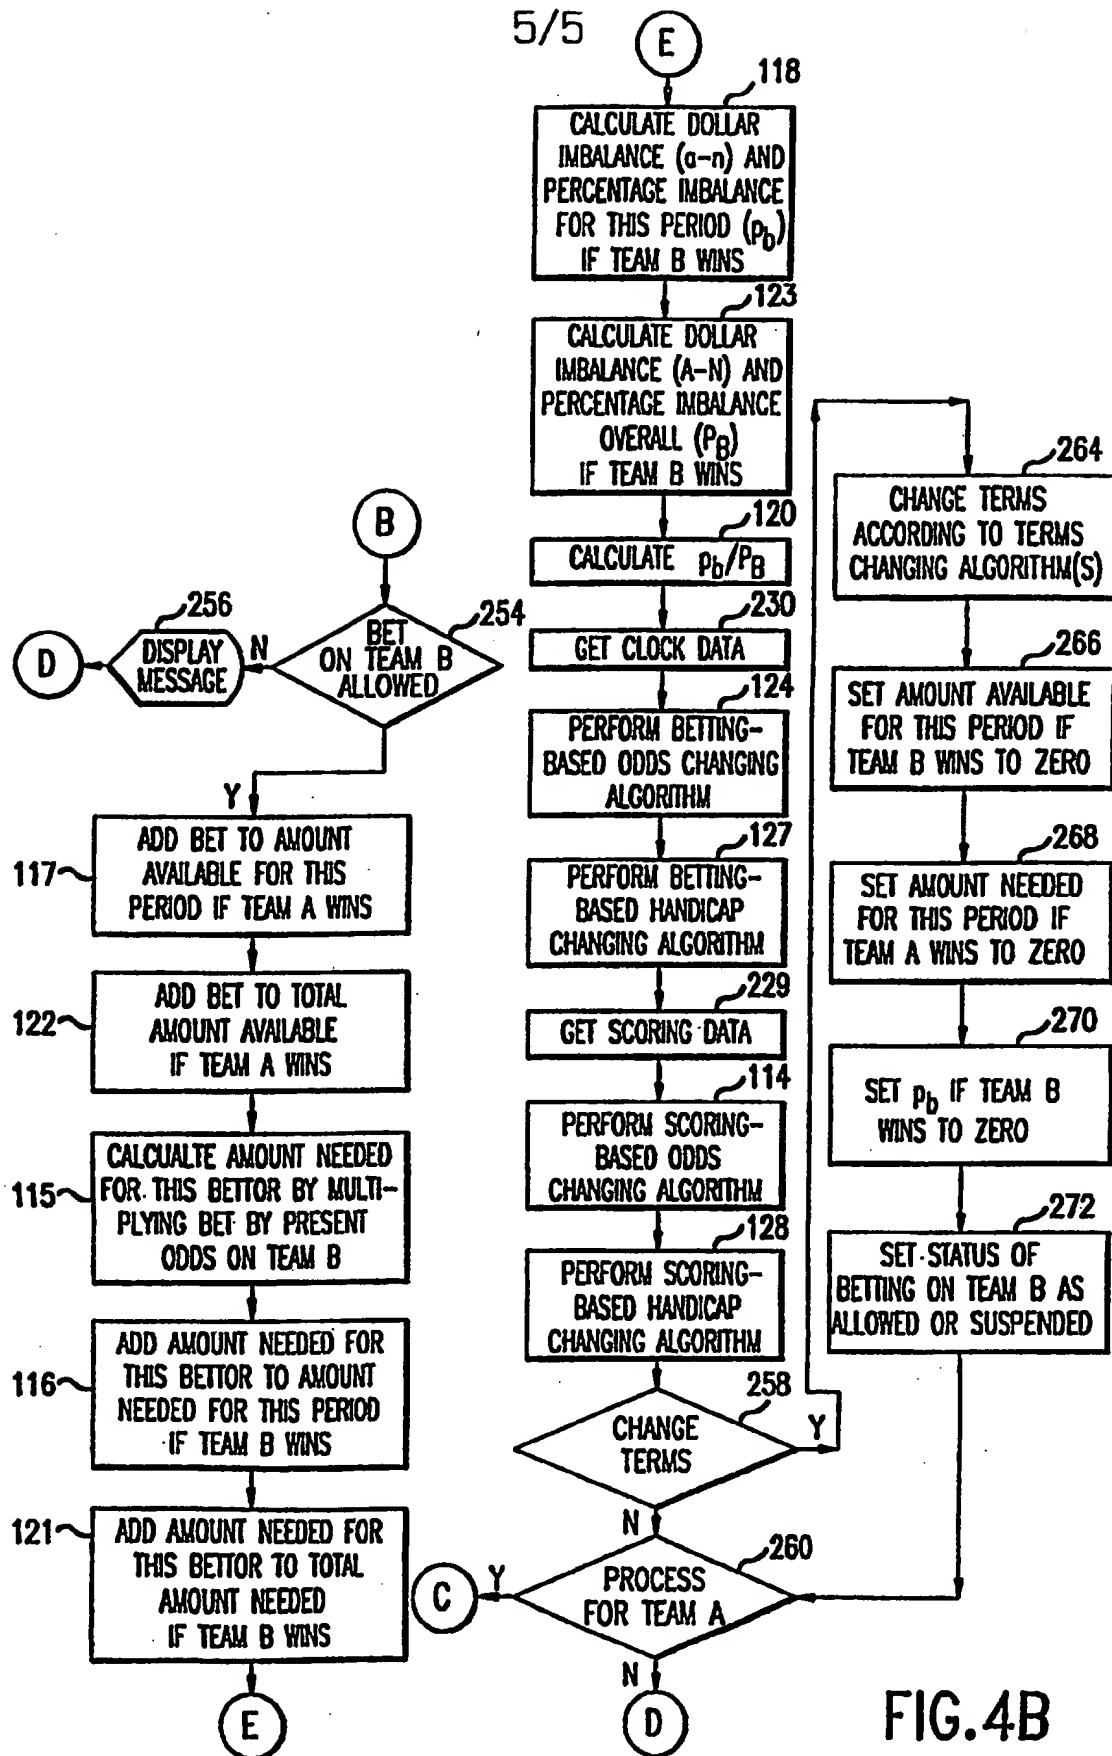 5/5
E
118
CALCULATE DOLLAR
IMBALANCE (a-n) AND
PERCENTAGE IMBALANCE
FOR THIS PERIOD (pb)
IF TEAM B WINS
123
CALCULATE DOLLAR
IMBALANCE (A-N) AND
PERCENTAGE IMBALANCE
OVERALL (PB)
IF TEAM B WINS
120
CALCULATE pb/PB
230
GET CLOCK DATA
124
PERFORM BETTING-
BASED ODDS CHANGING
ALGORITHM
127
PERFORM BETTING-
BASED HANDICAP
CHANGING ALGORITHM
229
GET SCORING DATA
114
PERFORM SCORING-
BASED ODDS
CHANGING ALGORITHM
128
PERFORM SCORING-
BASED HANDICAP
CHANGING ALGORITHM
258
CHANGE
TERMS
Y
N
260
PROCESS
FOR TEAM A
Y
C
N
D
B
254
BET
ON TEAM B
ALLOWED
N
256
DISPLAY
MESSAGE
D
Y
117
ADD BET TO AMOUNT
AVAILABLE FOR THIS
PERIOD IF TEAM A WINS
122
ADD BET TO TOTAL
AMOUNT AVAILABLE
IF TEAM A WINS
115
CALCUALTE AMOUNT NEEDED
FOR THIS BETTOR BY MULTI-
PLYING BET BY PRESENT
ODDS ON TEAM B
116
ADD AMOUNT NEEDED FOR
THIS BETTOR TO AMOUNT
NEEDED FOR THIS PERIOD
IF TEAM B WINS
121
ADD AMOUNT NEEDED FOR
THIS BETTOR TO TOTAL
AMOUNT NEEDED
IF TEAM B WINS
E
264
CHANGE TERMS
ACCORDING TO TERMS
CHANGING ALGORITHM(S)
266
SET AMOUNT AVAILABLE
FOR THIS PERIOD IF
TEAM B WINS TO ZERO
268
SET AMOUNT NEEDED
FOR THIS PERIOD IF
TEAM A WINS TO ZERO
270
SET pb IF TEAM B
WINS TO ZERO
272
SET STATUS OF
BETTING ON TEAM B AS
ALLOWED OR SUSPENDED
FIG.4B